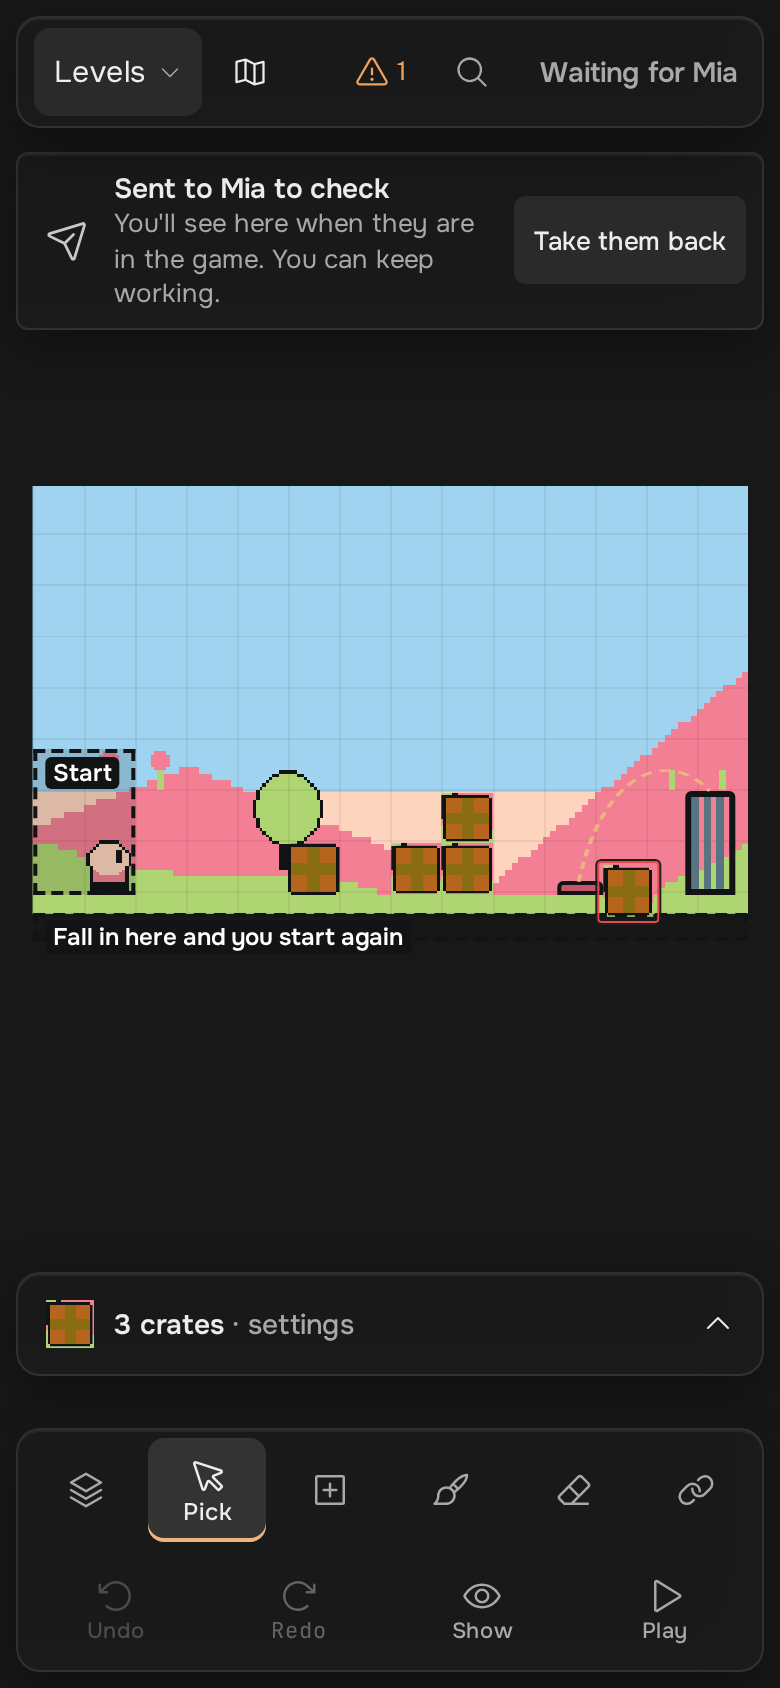 Levels
1
Waiting for Mia
Sent to Mia to check
You'll see here when they are
in the game. You can keep
working.
Take them back
Start
Fall in here and you start again
3 crates · settings
Pick
Undo
Redo
Show
Play